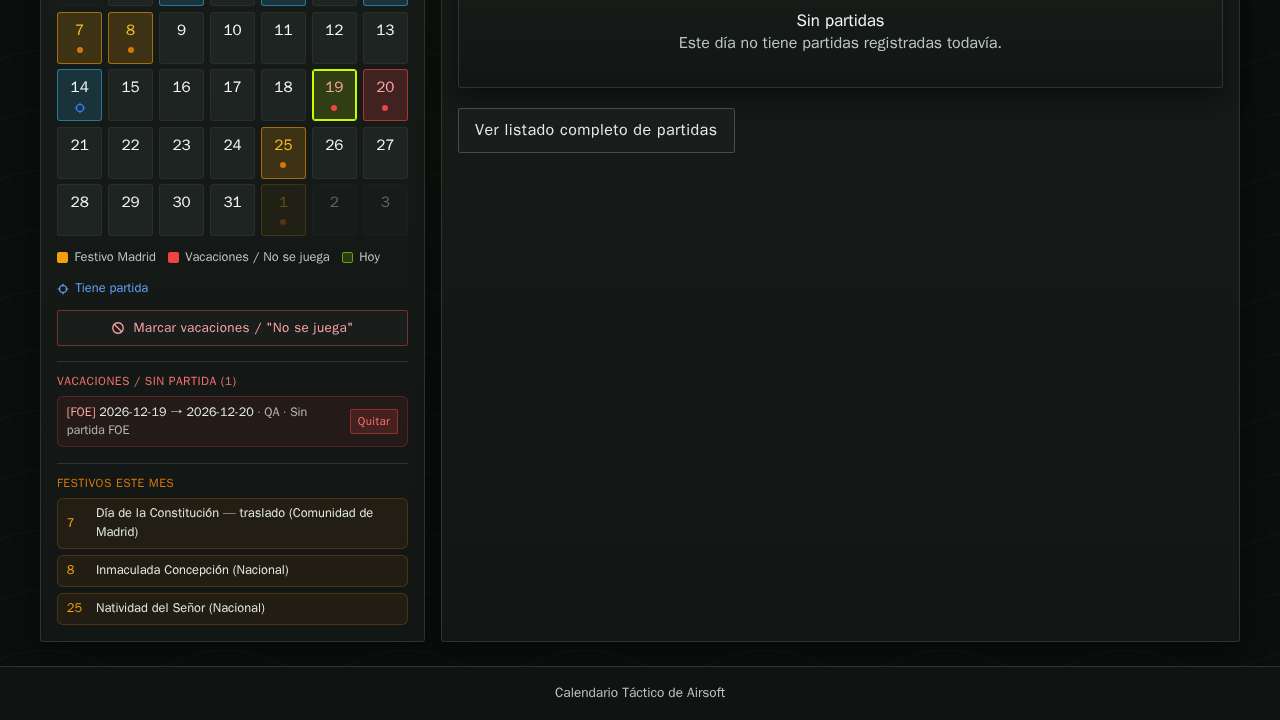 7 8 9 10 11 12 13
14 15 16 17 18 19 20
21 22 23 24 25 26 27
28 29 30 31 1 2 3
Festivo Madrid Vacaciones / No se juega Hoy
Tiene partida
Marcar vacaciones / "No se juega"
VACACIONES / SIN PARTIDA (1)
[FOE] 2026-12-19 → 2026-12-20 · QA · Sin
partida FOE
Quitar
FESTIVOS ESTE MES
7 Día de la Constitución — traslado (Comunidad de
Madrid)
8 Inmaculada Concepción (Nacional)
25 Natividad del Señor (Nacional)
Sin partidas
Este día no tiene partidas registradas todavía.
Ver listado completo de partidas
Calendario Táctico de Airsoft